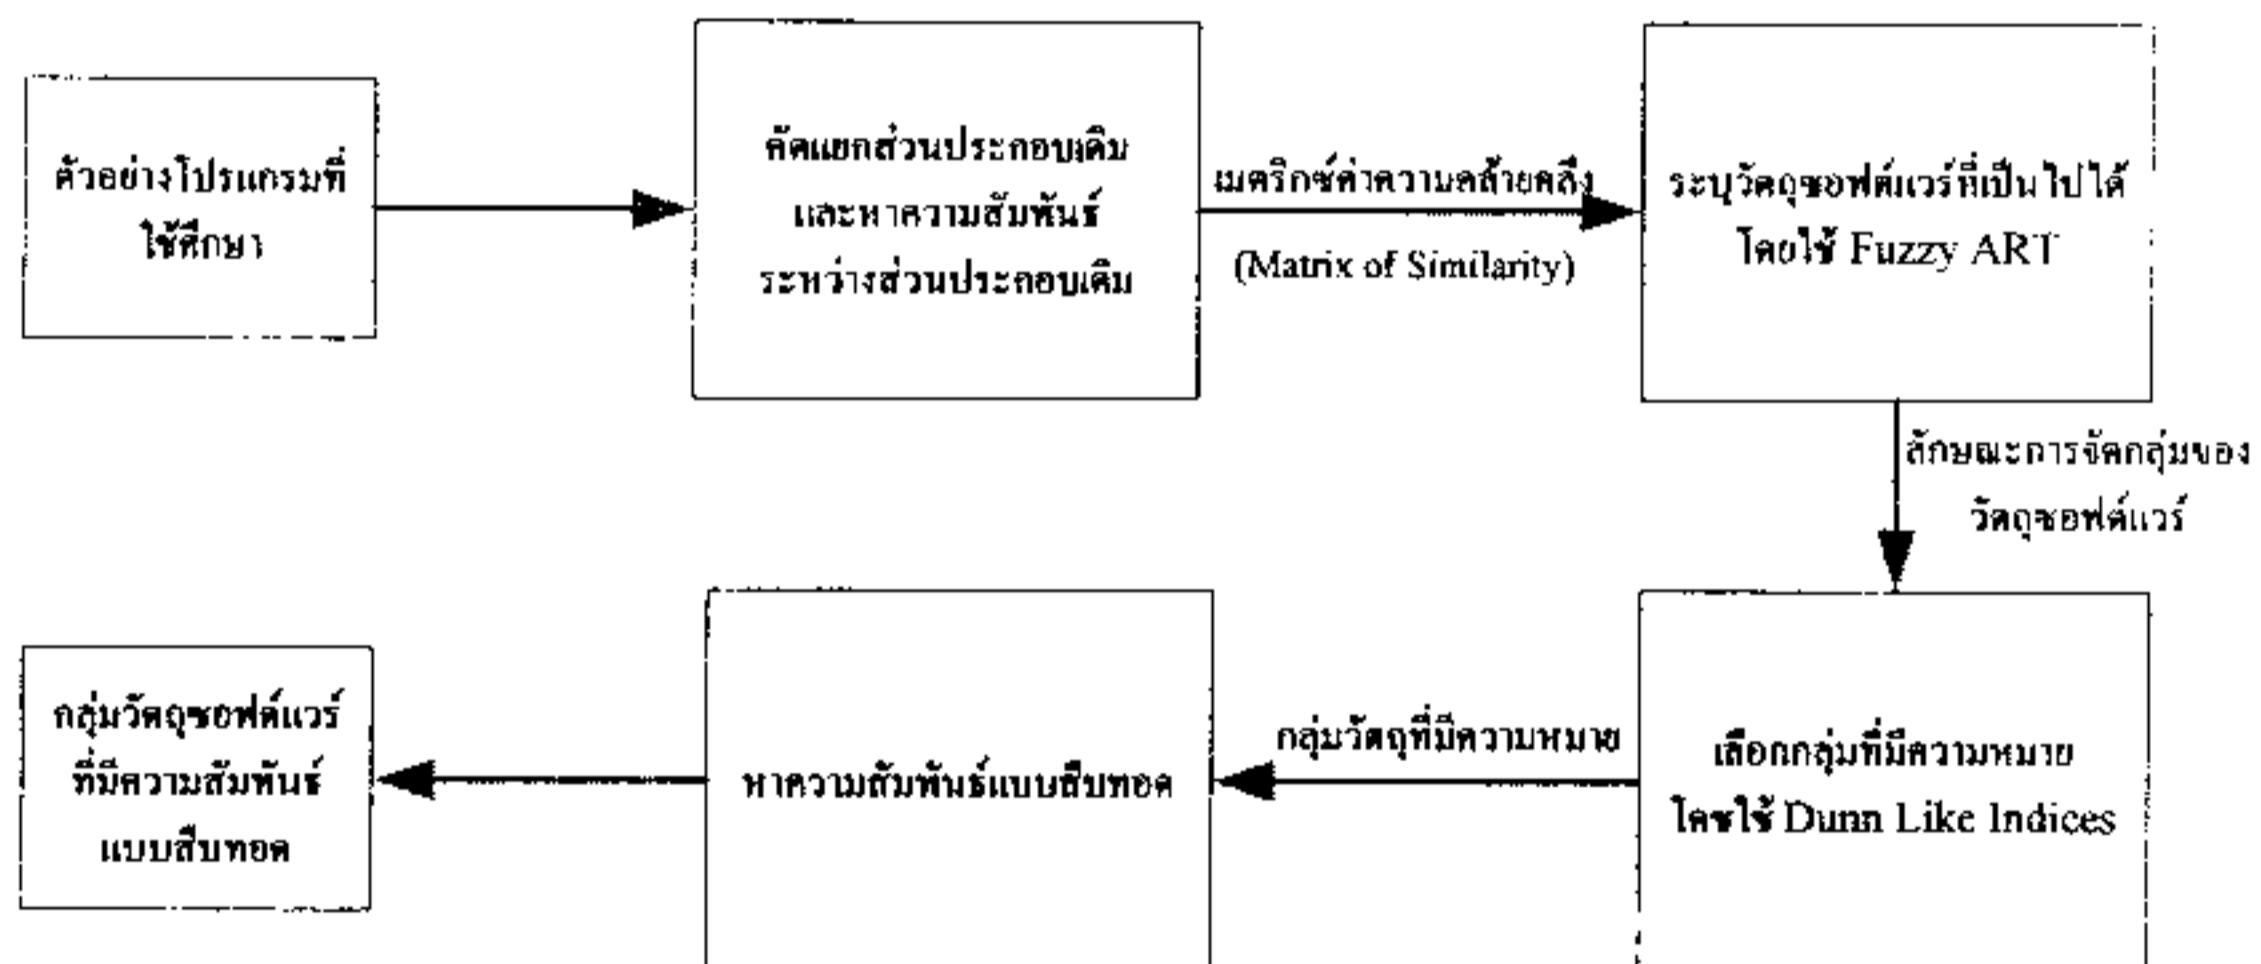 ตัวอย่างโปรแกรมที่
ใช้ศึกษา
คัดแยกส่วนประกอบเดิม
และหาความสัมพันธ์
ระหว่างส่วนประกอบเดิม
เมตริกซ์ค่าความคล้ายคลึง
(Matrix of Similarity)
ระบุวัตถุซอฟต์แวร์ที่เป็นไปได้
โดยใช้ Fuzzy ART
ลักษณะการจัดกลุ่มของ
วัตถุซอฟต์แวร์
เลือกกลุ่มที่มีความหมาย
โดยใช้ Dunn Like Indices
กลุ่มวัตถุที่มีความหมาย
หาความสัมพันธ์แบบสืบทอด
กลุ่มวัตถุซอฟต์แวร์
ที่มีความสัมพันธ์
แบบสืบทอด